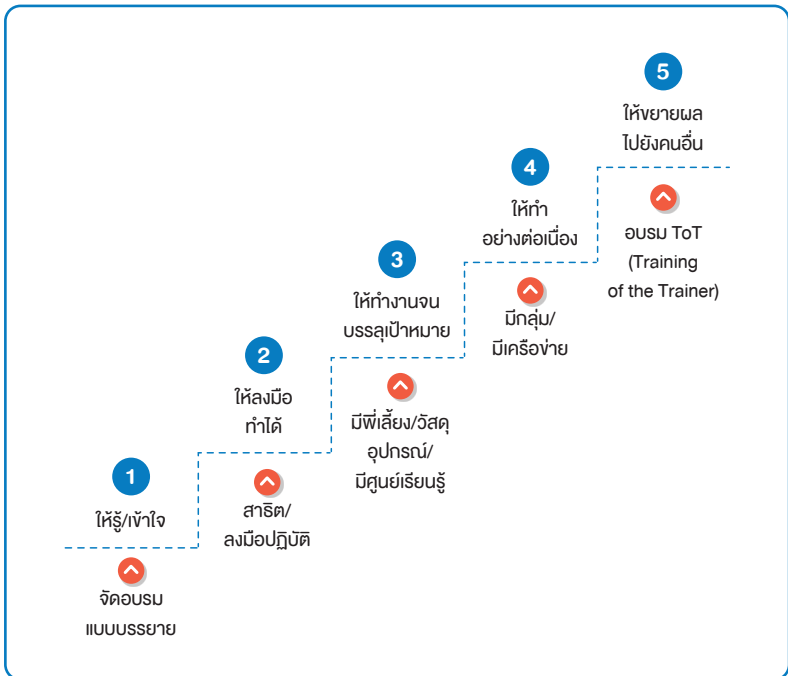 1
ให้รู้/เข้าใจ
จัดอบรม
แบบบรรยาย
2
ให้ลงมือ
ทำได้
สาธิต/
ลงมือปฏิบัติ
3
ให้ทำงานจน
บรรลุเป้าหมาย
มีพี่เลี้ยง/วัสดุ
อุปกรณ์/
มีศูนย์เรียนรู้
4
ให้ทำ
อย่างต่อเนื่อง
มีกลุ่ม/
มีเครือข่าย
5
ให้ขยายผล
ไปยังคนอื่น
อบรม ToT
(Training
of the Trainer)